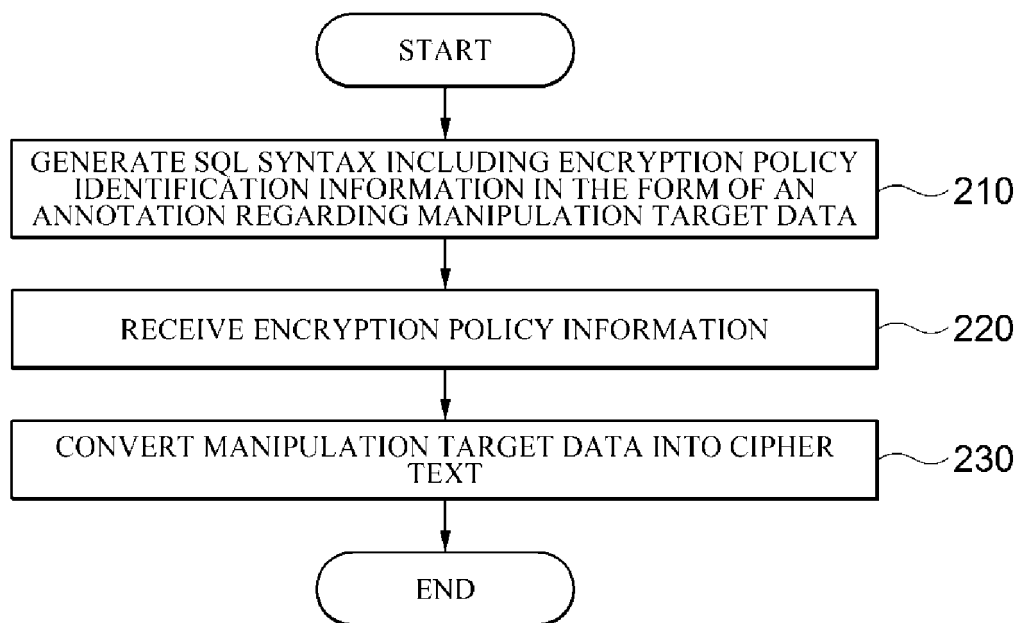 START
GENERATE SQL SYNTAX INCLUDING ENCRYPTION POLICY
IDENTIFICATION INFORMATION IN THE FORM OF AN
ANNOTATION REGARDING MANIPULATION TARGET DATA
210
RECEIVE ENCRYPTION POLICY INFORMATION
220
CONVERT MANIPULATION TARGET DATA INTO CIPHER
TEXT
230
END